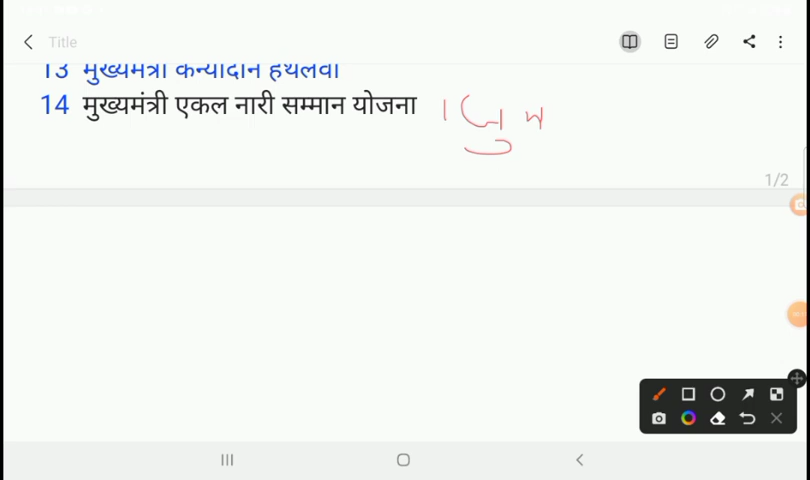 Title
13 मुख्यमंत्री कन्यादान हथलेवा
14 मुख्यमंत्री एकल नारी सम्मान योजना
1/2